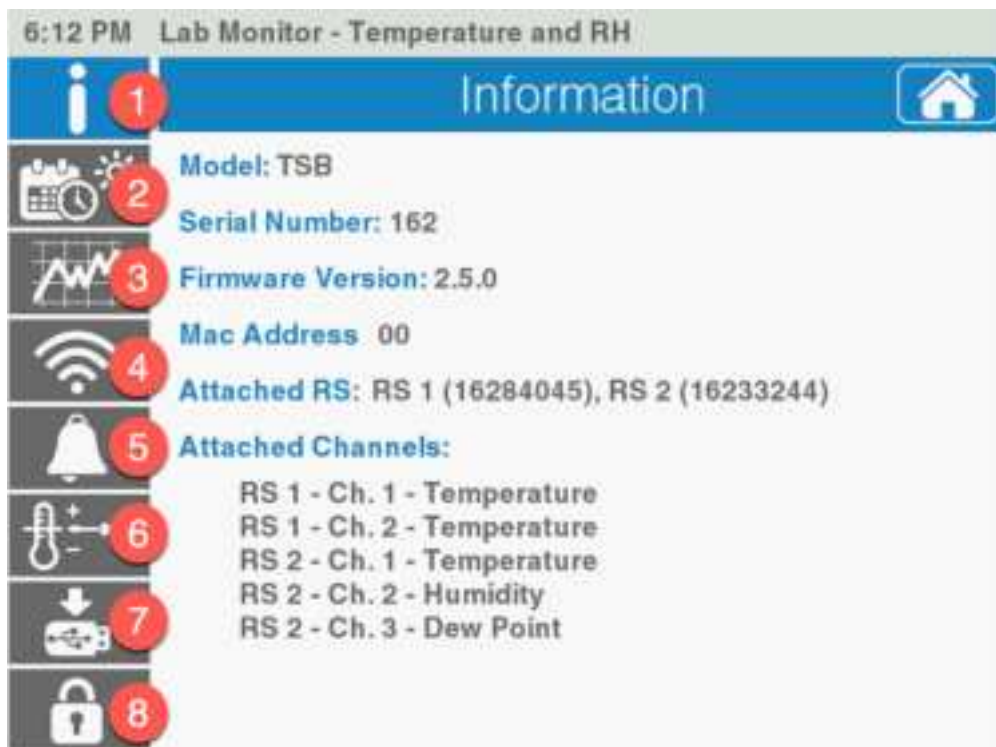 6:12 PM Lab Monitor - Temperature and RH
Information
1
2
3
4
5
6
7
8
Model: TSB
Serial Number: 162
Firmware Version: 2.5.0
Mac Address 00
Attached RS: RS 1 (16284045), RS 2 (16233244)
Attached Channels:
RS 1 - Ch. 1 - Temperature
RS 1 - Ch. 2 - Temperature
RS 2 - Ch. 1 - Temperature
RS 2 - Ch. 2 - Humidity
RS 2 - Ch. 3 - Dew Point